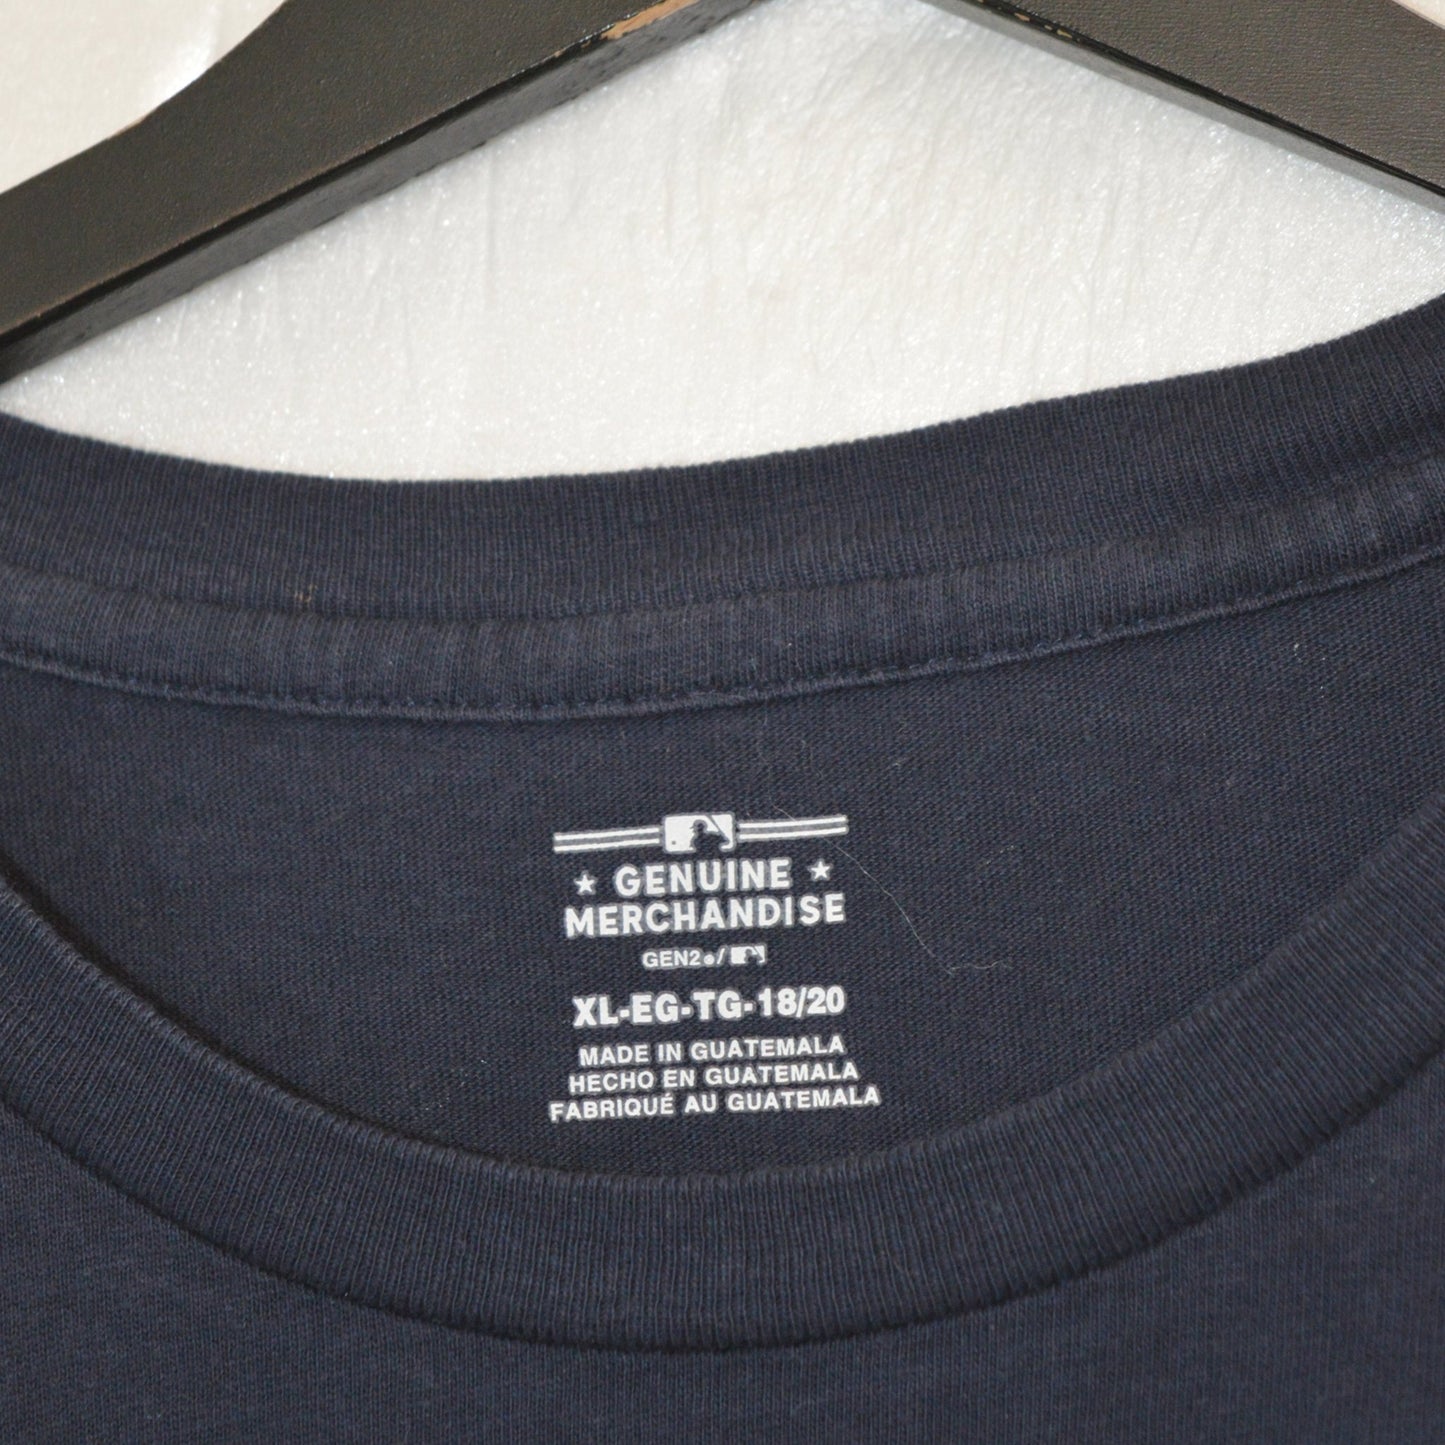 ★ GENUINE ★
MERCHANDISE
GEN2®/
XL-EG-TG-18/20
MADE IN GUATEMALA
HECHO EN GUATEMALA
FABRIQUÉ AU GUATEMALA